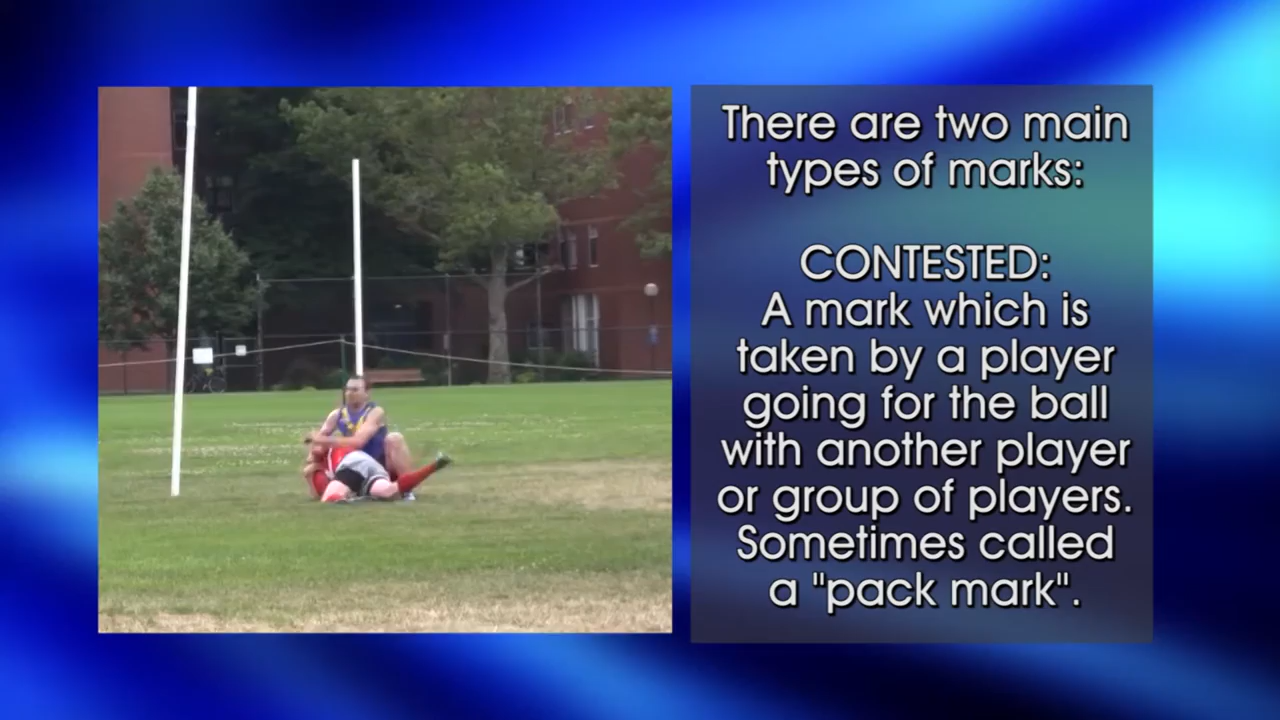 There are two main
types of marks:
CONTESTED:
A mark which is
taken by a player
going for the ball
with another player
or group of players.
Sometimes called
a "pack mark".